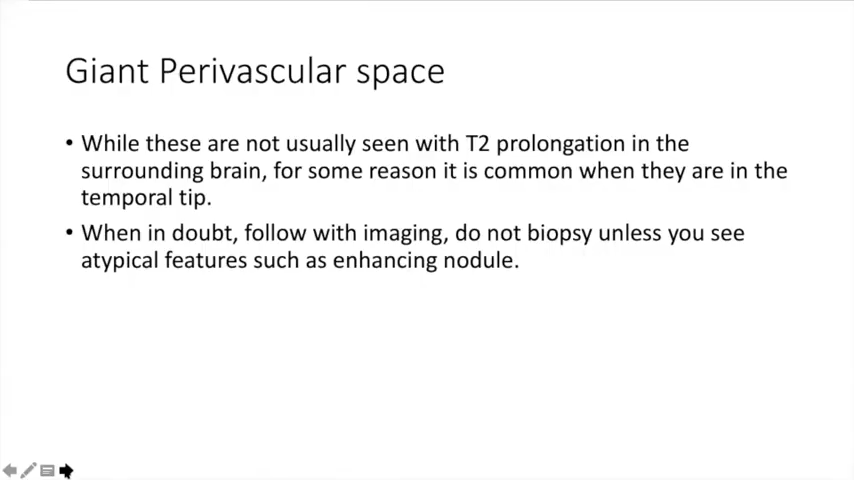 Giant Perivascular space
• While these are not usually seen with T2 prolongation in the
surrounding brain, for some reason it is common when they are in the
temporal tip.
• When in doubt, follow with imaging, do not biopsy unless you see
atypical features such as enhancing nodule.